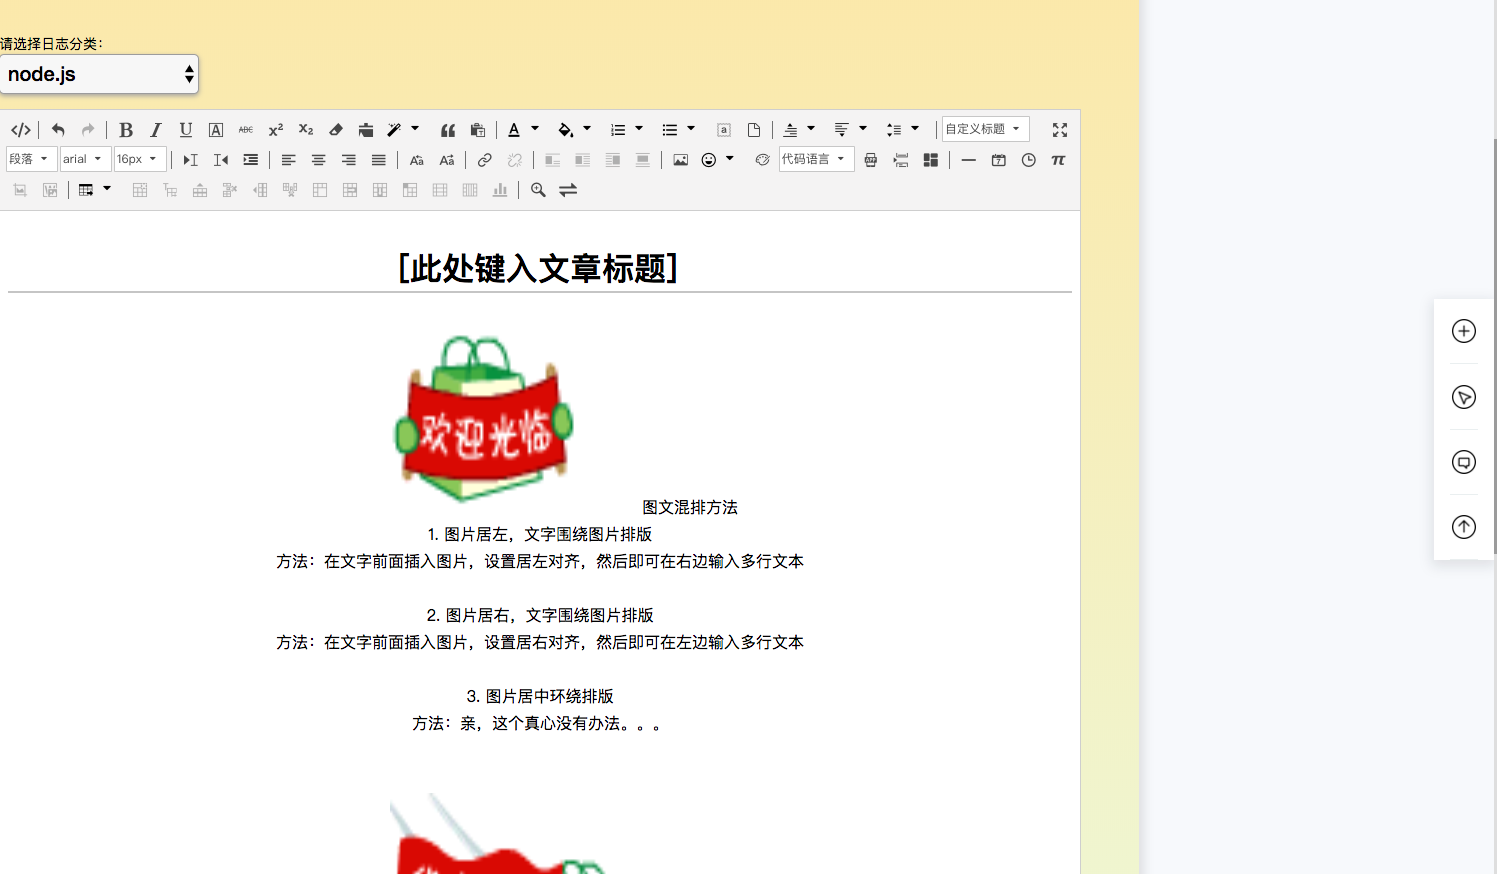 请选择日志分类：
node.js
自定义标题
段落 arial 16px 代码语言
[此处键入文章标题]
欢迎光临
图文混排方法
1. 图片居左，文字围绕图片排版
方法：在文字前面插入图片，设置居左对齐，然后即可在右边输入多行文本
2. 图片居右，文字围绕图片排版
方法：在文字前面插入图片，设置居右对齐，然后即可在左边输入多行文本
3. 图片居中环绕排版
方法：亲，这个真心没有办法。。。